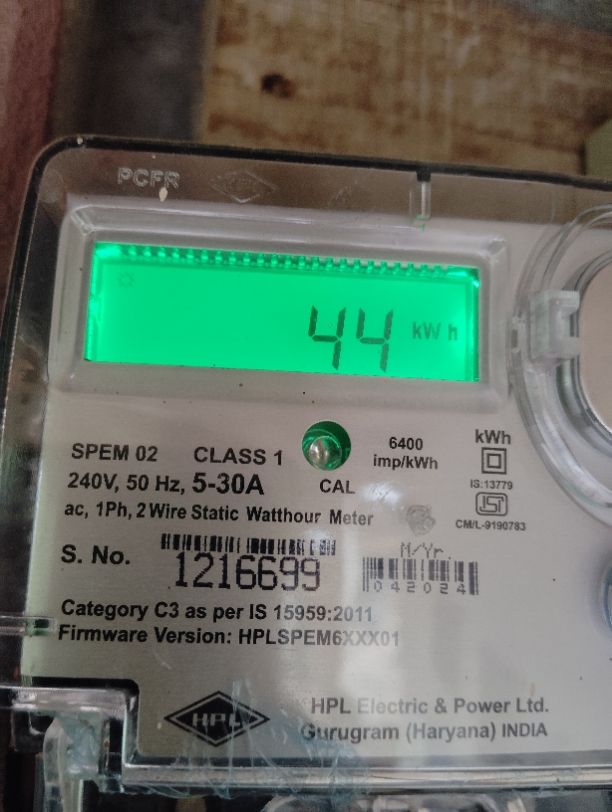 PCFR
44 kWh
SPEM 02 CLASS 1
6400 imp/kWh
kWh
240V, 50 Hz, 5-30A
CAL
IS:13779
ISI
ac, 1Ph, 2 Wire Static Watthour Meter
CM/L-9190783
M/Yr.
S. No. 1216699
042024
Category C3 as per IS 15959:2011
Firmware Version: HPLSPEM6XXX01
HPL
HPL Electric & Power Ltd.
Gurugram (Haryana) INDIA